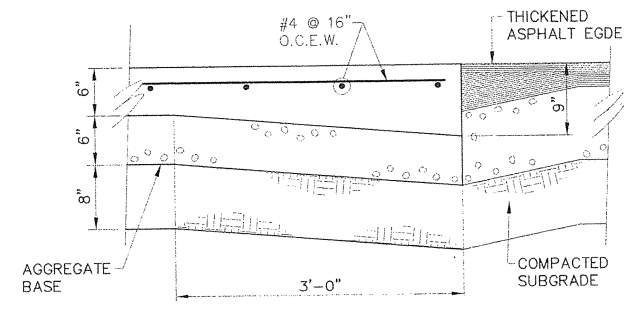 #4 @ 16"
O.C.E.W.
THICKENED
ASPHALT EGDE
6"
9"
6"
8"
AGGREGATE
BASE
3'-0"
COMPACTED
SUBGRADE